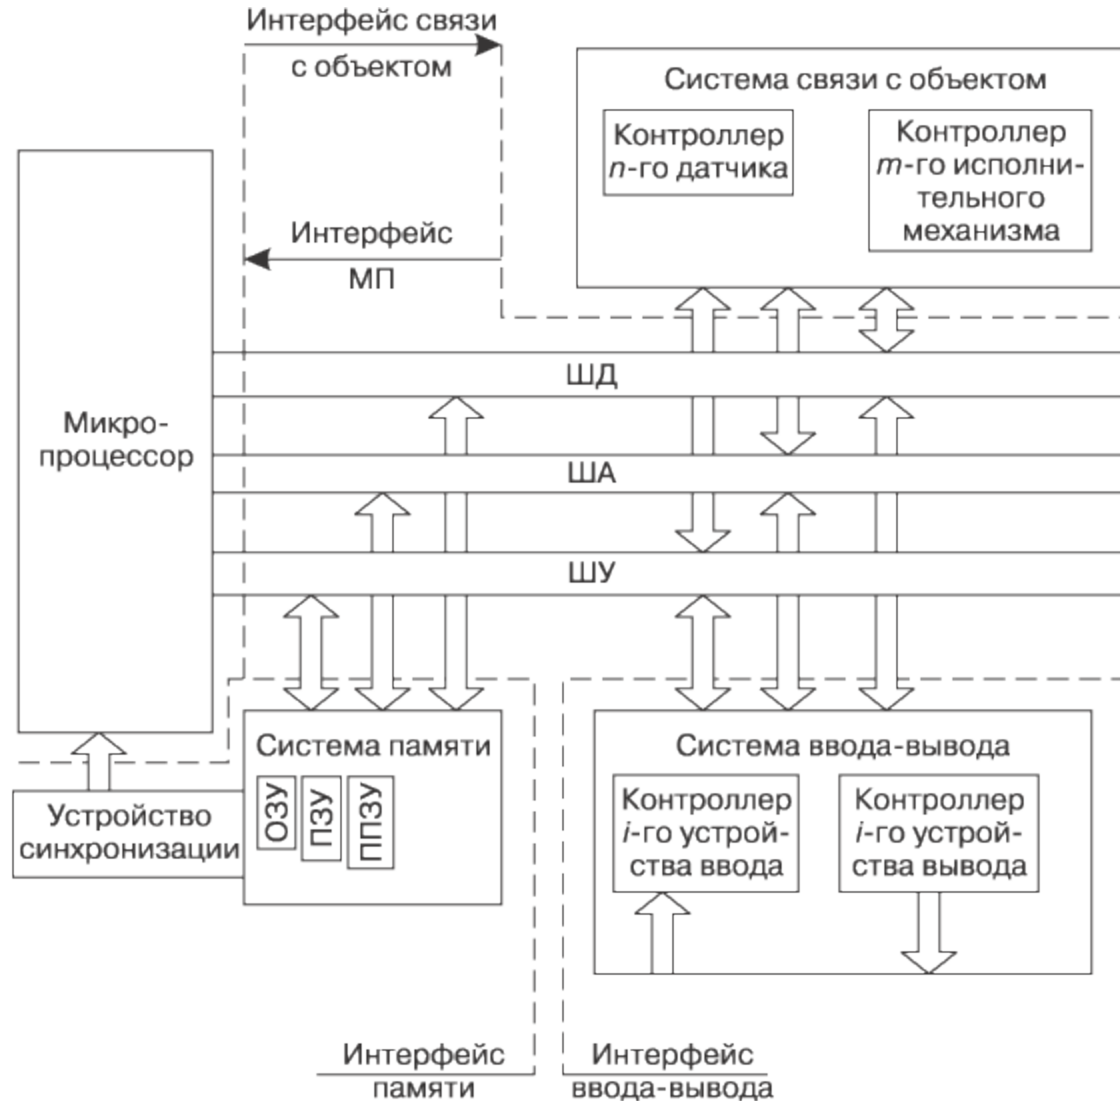 Интерфейс связи
с объектом
Система связи с объектом
Контроллер
n-го датчика
Контроллер
m-го исполни-
тельного
механизма
Интерфейс
МП
ШД
Микро-
процессор
ША
ШУ
Система памяти
ОЗУ
ПЗУ
ППЗУ
Устройство
синхронизации
Система ввода-вывода
Контроллер
i-го устрой-
ства ввода
Контроллер
i-го устрой-
ства вывода
Интерфейс
памяти
Интерфейс
ввода-вывода